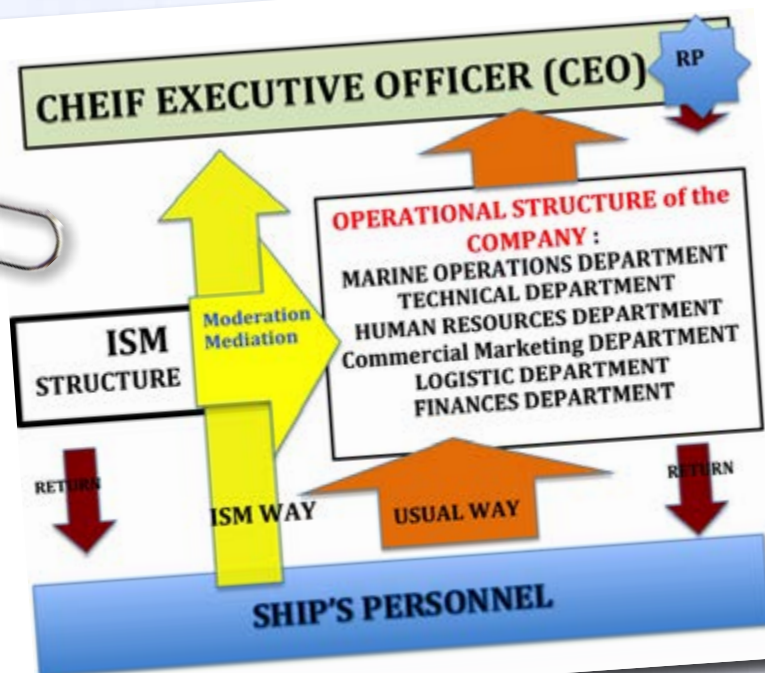 CHEIF EXECUTIVE OFFICER (CEO)
RP
OPERATIONAL STRUCTURE of the
COMPANY :
MARINE OPERATIONS DEPARTMENT
TECHNICAL DEPARTMENT
HUMAN RESOURCES DEPARTMENT
Commercial Marketing DEPARTMENT
LOGISTIC DEPARTMENT
FINANCES DEPARTMENT
Moderation
Mediation
ISM
STRUCTURE
RETURN
ISM WAY
USUAL WAY
RETURN
SHIP'S PERSONNEL